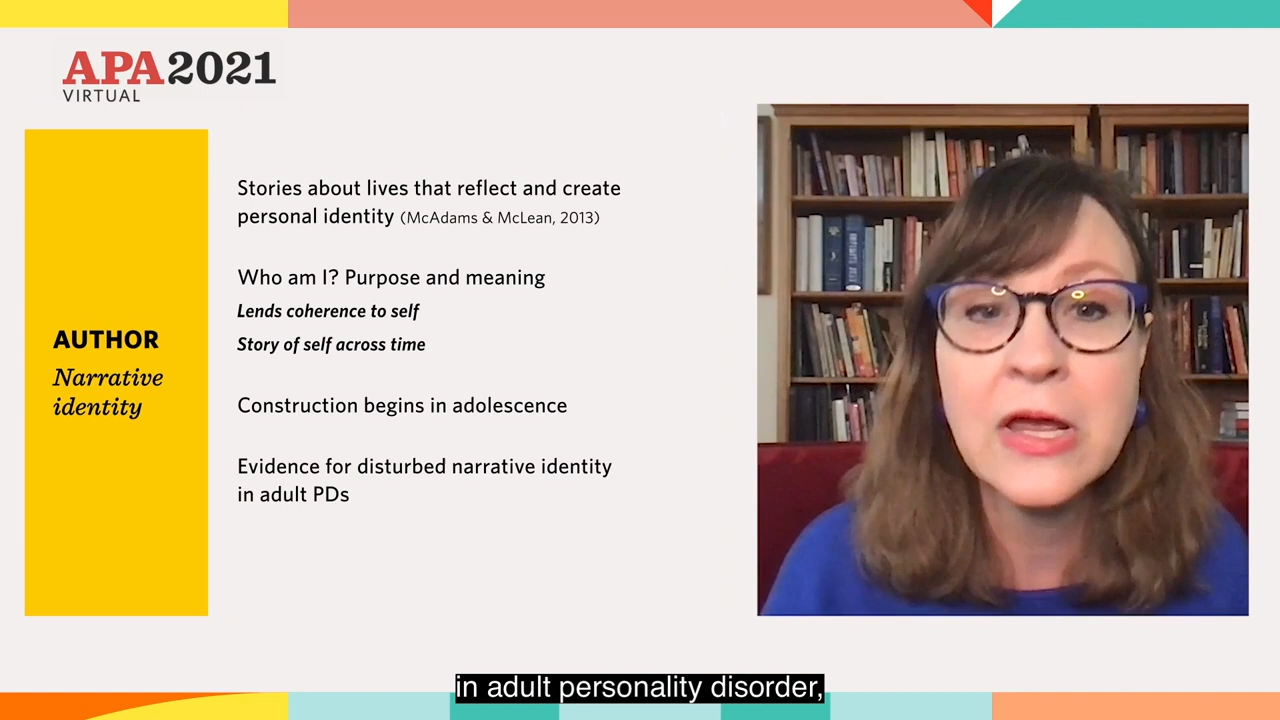 APA2021
VIRTUAL
AUTHOR
Narrative
identity
Stories about lives that reflect and create
personal identity (McAdams & McLean, 2013)
Who am I? Purpose and meaning
Lends coherence to self
Story of self across time
Construction begins in adolescence
Evidence for disturbed narrative identity
in adult PDs
in adult personality disorder,